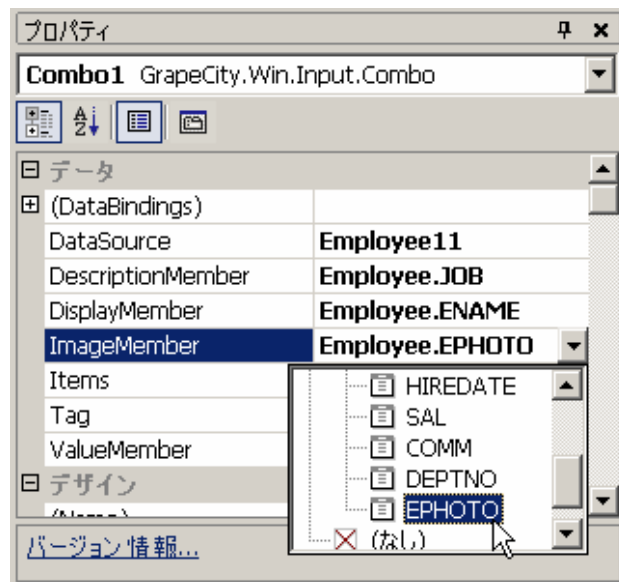 プロパティ
Combo1 GrapeCity.Win.Input.Combo
データ
(DataBindings)
DataSource Employee11
DescriptionMember Employee.JOB
DisplayMember Employee.ENAME
ImageMember Employee.EPHOTO
Items
Tag
ValueMember
デザイン
(Name)
HIREDATE
SAL
COMM
DEPTNO
EPHOTO
(なし)
バージョン情報...